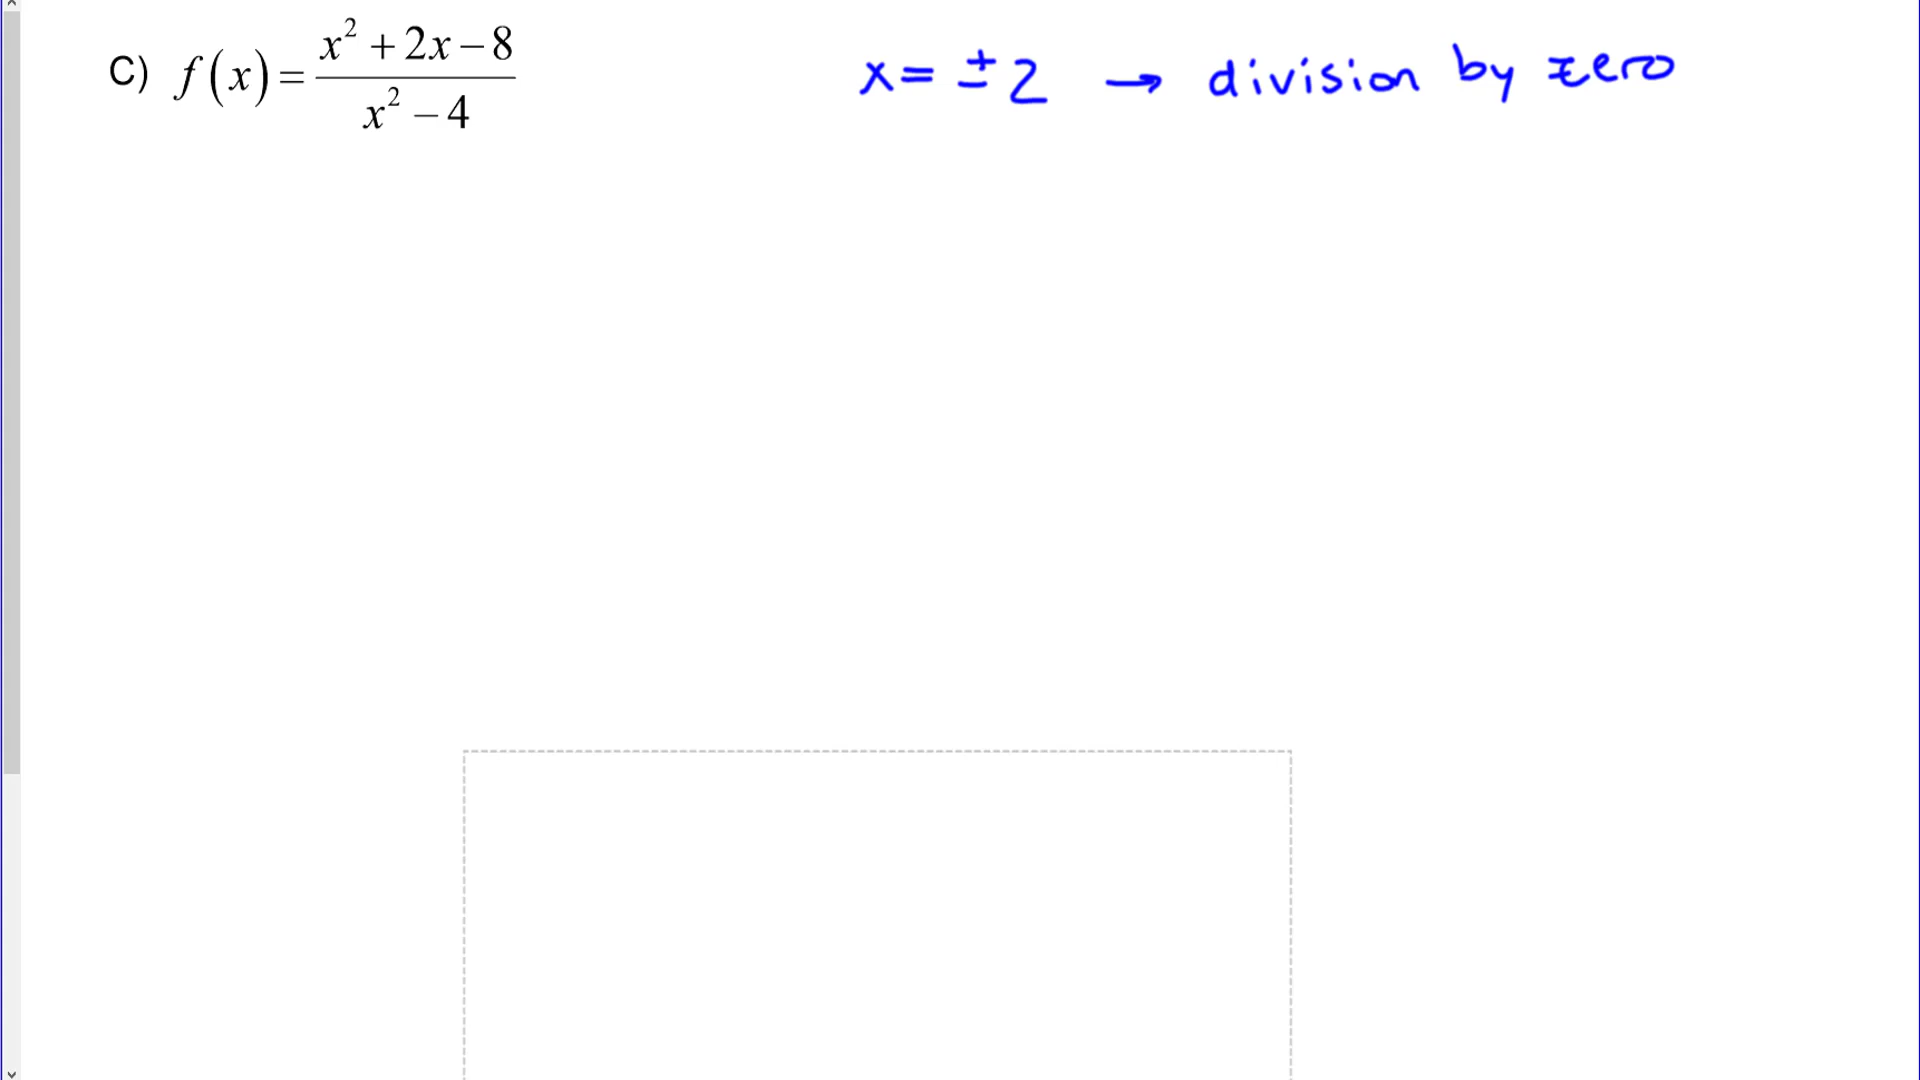 C) f(x) = (x² + 2x − 8)/(x² − 4)
x = ±2 → division by zero